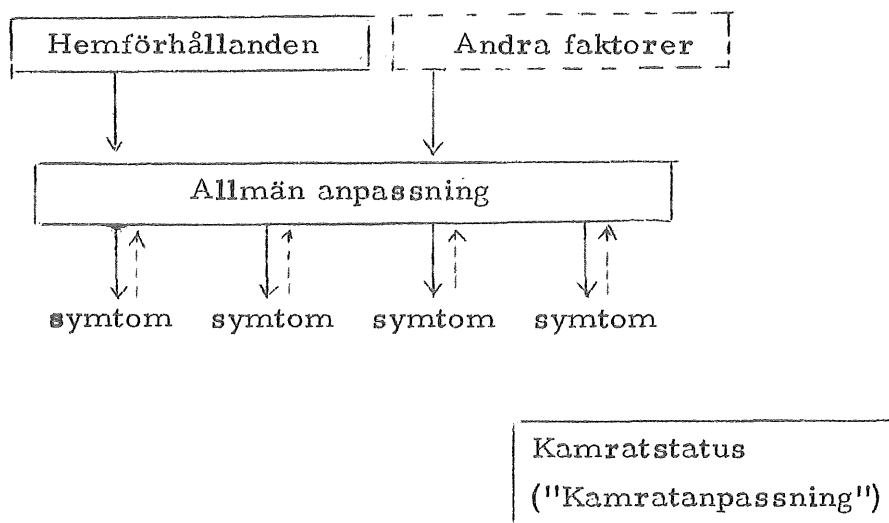 Hemförhållanden
Andra faktorer
Allmän anpassning
symtom symtom symtom symtom
Kamratstatus
("Kamratanpassning")